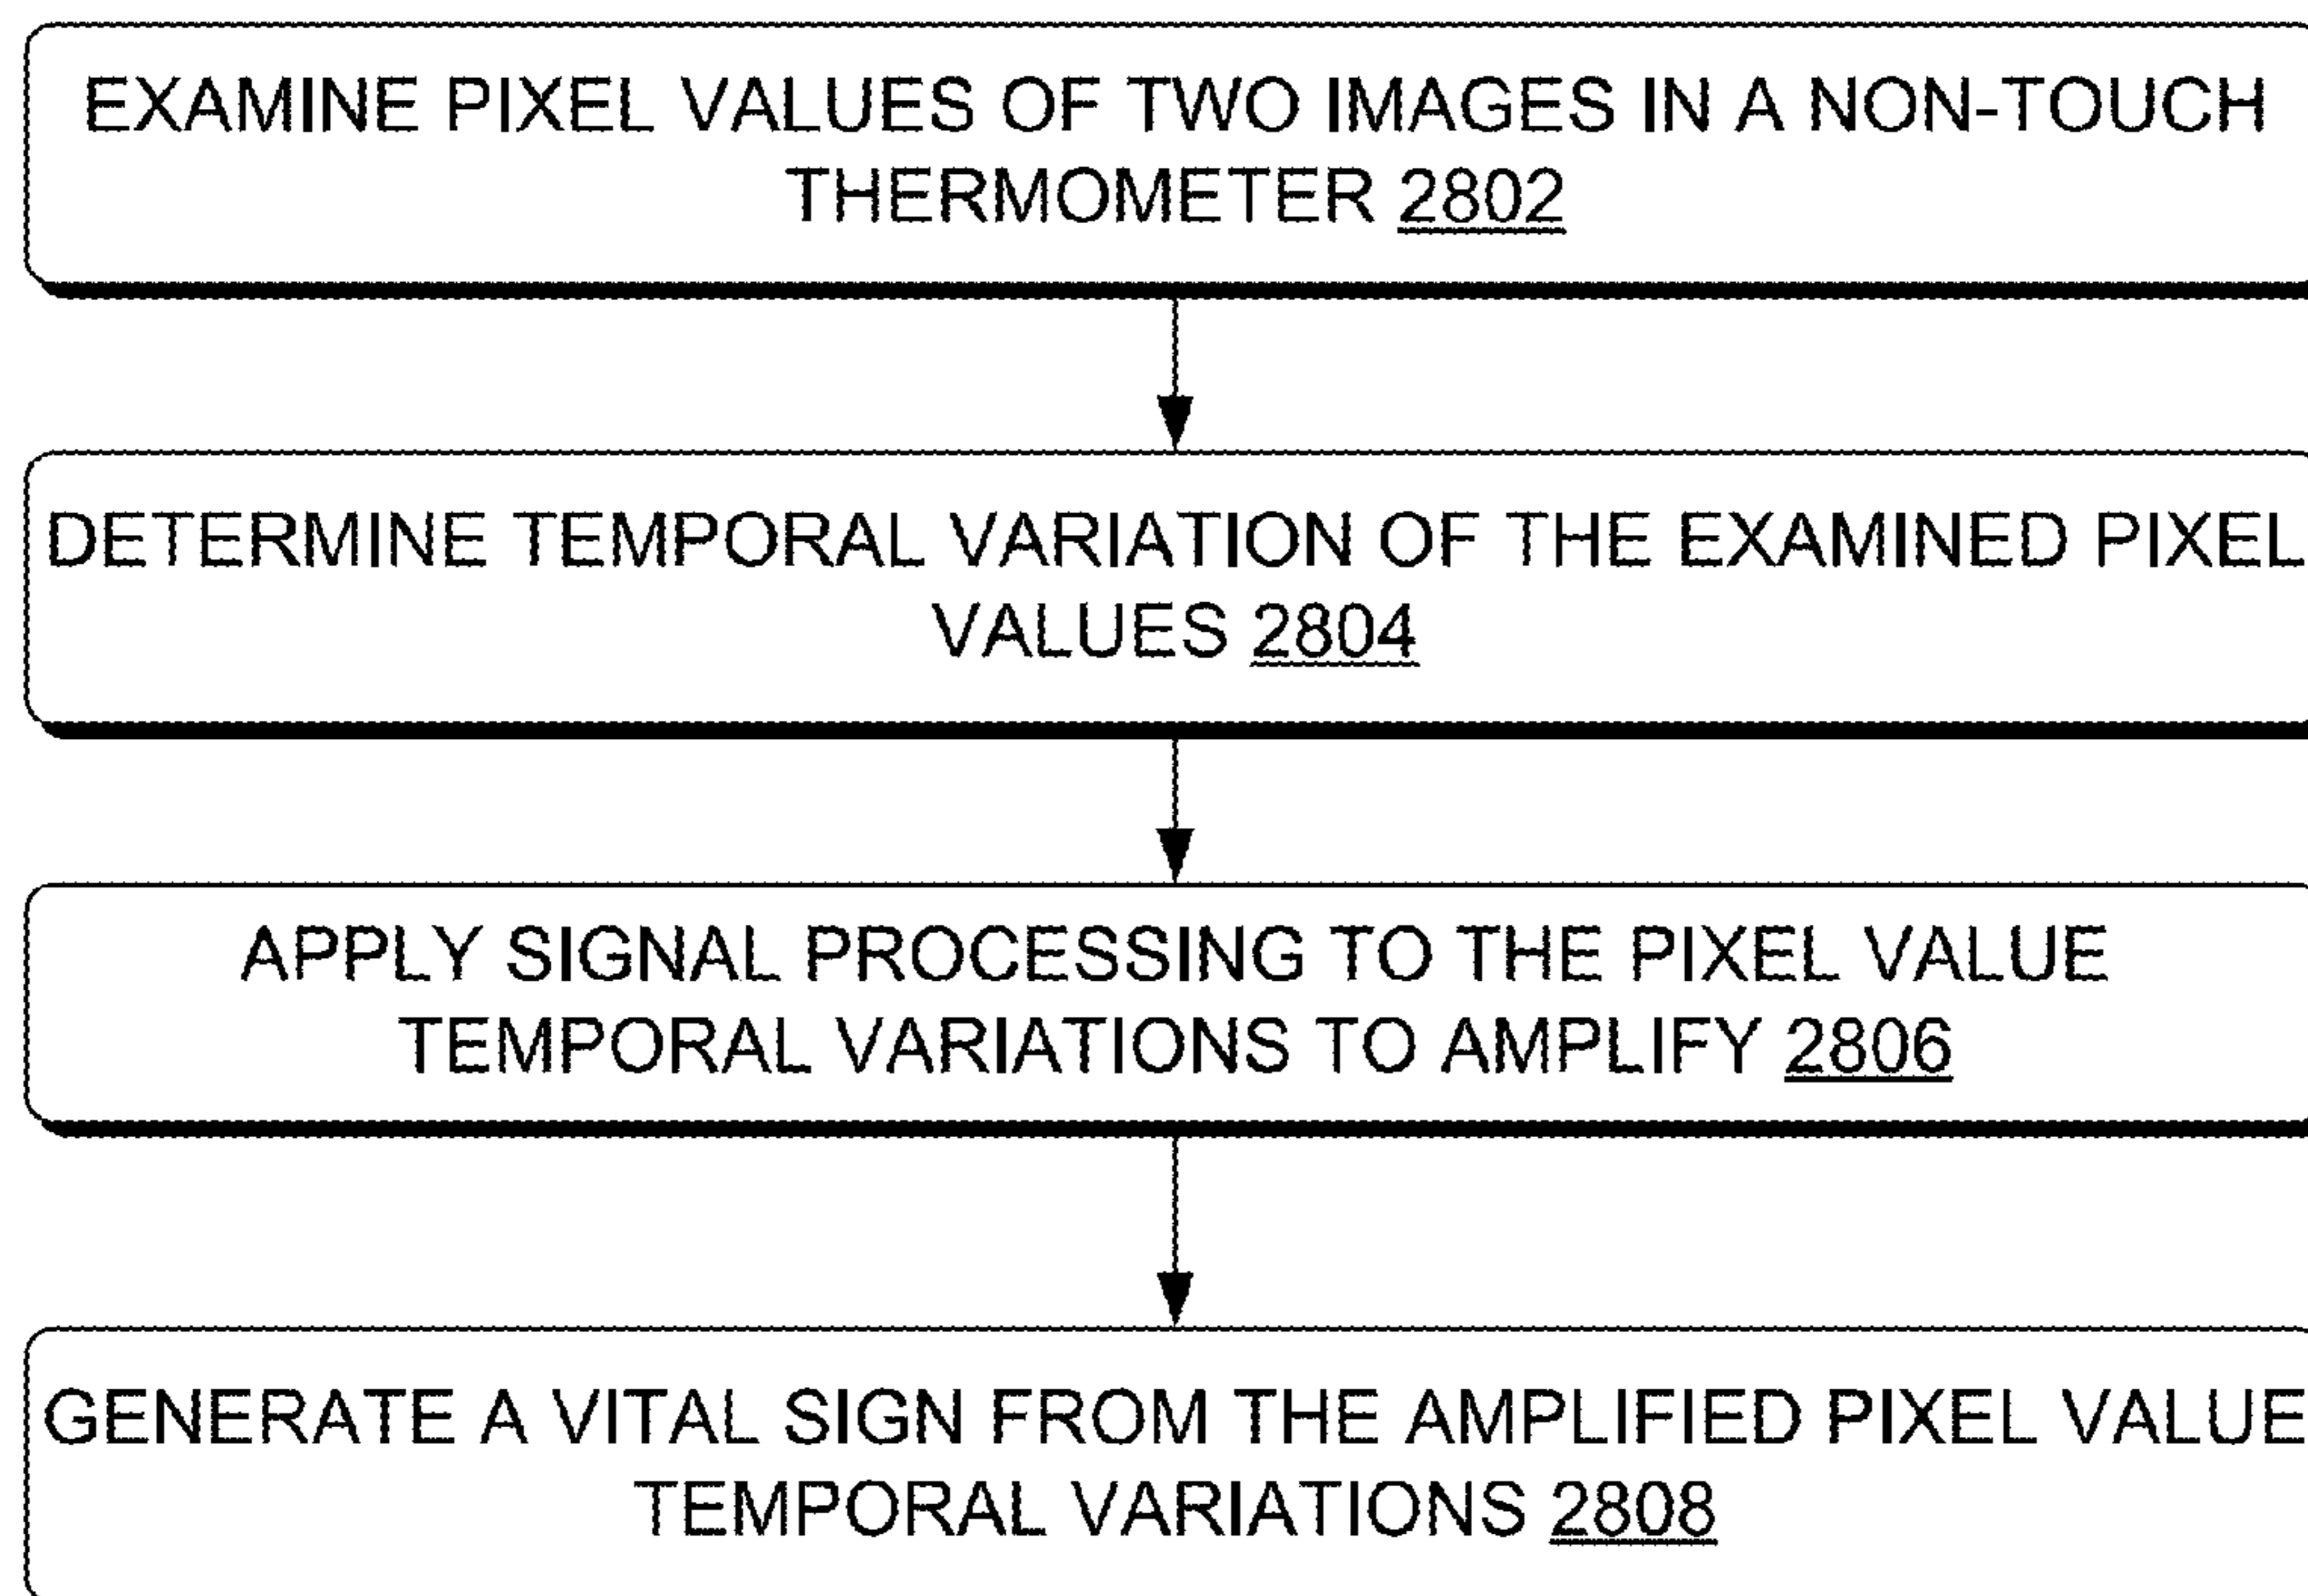 EXAMINE PIXEL VALUES OF TWO IMAGES IN A NON-TOUCH
THERMOMETER 2802
DETERMINE TEMPORAL VARIATION OF THE EXAMINED PIXEL
VALUES 2804
APPLY SIGNAL PROCESSING TO THE PIXEL VALUE
TEMPORAL VARIATIONS TO AMPLIFY 2806
GENERATE A VITAL SIGN FROM THE AMPLIFIED PIXEL VALUE
TEMPORAL VARIATIONS 2808